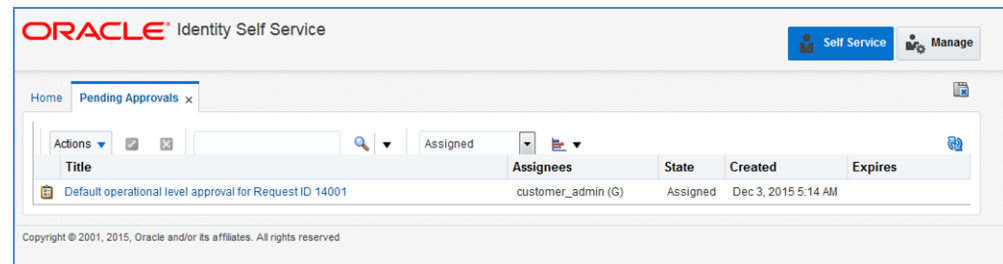 ORACLE® Identity Self Service
Self Service Manage
Home Pending Approvals x
Actions Assigned
Title Assignees State Created Expires
Default operational level approval for Request ID 14001 customer_admin (G) Assigned Dec 3, 2015 5:14 AM
Copyright © 2001, 2015, Oracle and/or its affiliates. All rights reserved